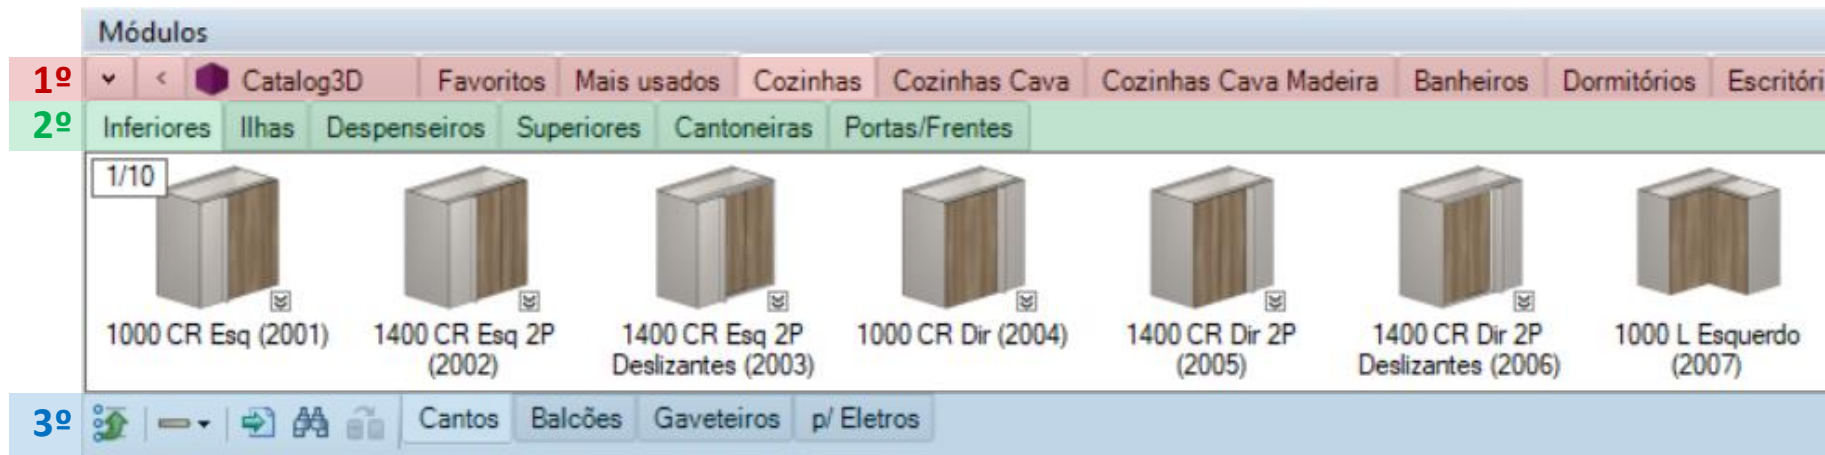 Módulos
1º Catalog3D Favoritos Mais usados Cozinhas Cozinhas Cava Cozinhas Cava Madeira Banheiros Dormitórios Escritóri
2º Inferiores Ilhas Despenseiros Superiores Cantoneiras Portas/Frentes
1/10
1000 CR Esq (2001) 1400 CR Esq 2P 1400 CR Esq 2P 1000 CR Dir (2004) 1400 CR Dir 2P 1400 CR Dir 2P 1000 L Esquerdo
(2002) Deslizantes (2003) (2005) Deslizantes (2006) (2007)
3º Cantos Balcões Gaveteiros p/ Eletros